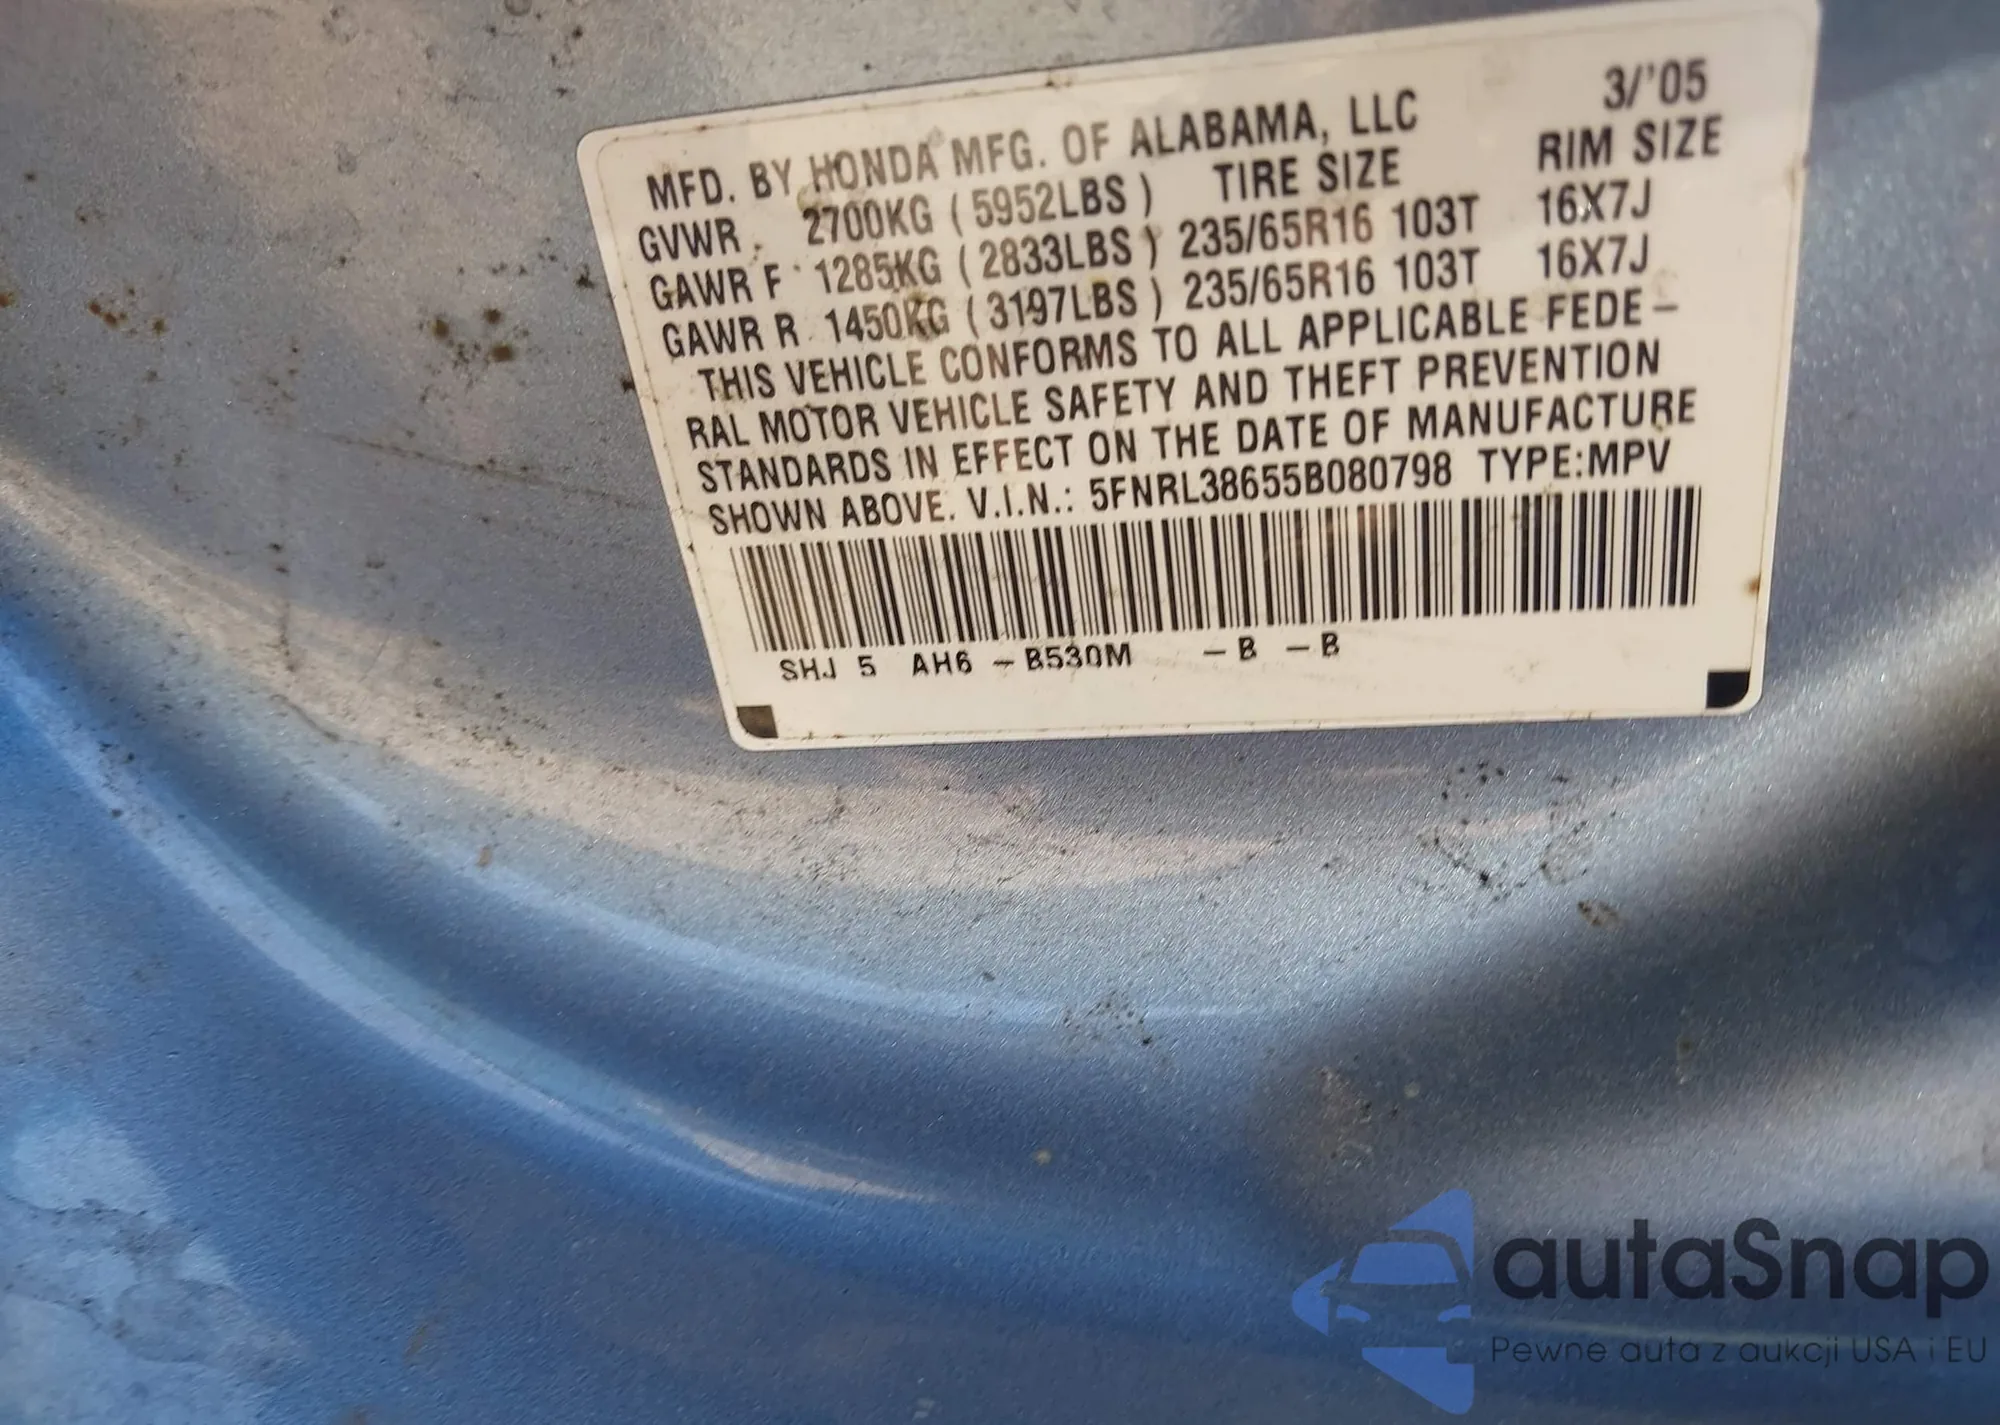 3/'05
MFD. BY HONDA MFG. OF ALABAMA, LLC
TIRE SIZE RIM SIZE
GVWR. 2700KG (5952LBS)
GAWR F 1285KG (2833LBS) 235/65R16 103T 16X7J
GAWR R 1450KG (3197LBS) 235/65R16 103T 16X7J
THIS VEHICLE CONFORMS TO ALL APPLICABLE FEDE-
RAL MOTOR VEHICLE SAFETY AND THEFT PREVENTION
STANDARDS IN EFFECT ON THE DATE OF MANUFACTURE
SHOWN ABOVE. V.I.N.: 5FNRL38655B080798 TYPE:MPV
SHJ 5 AH6 - B530M - B - B
autaSnap
Pewne auta z aukcji USA i EU